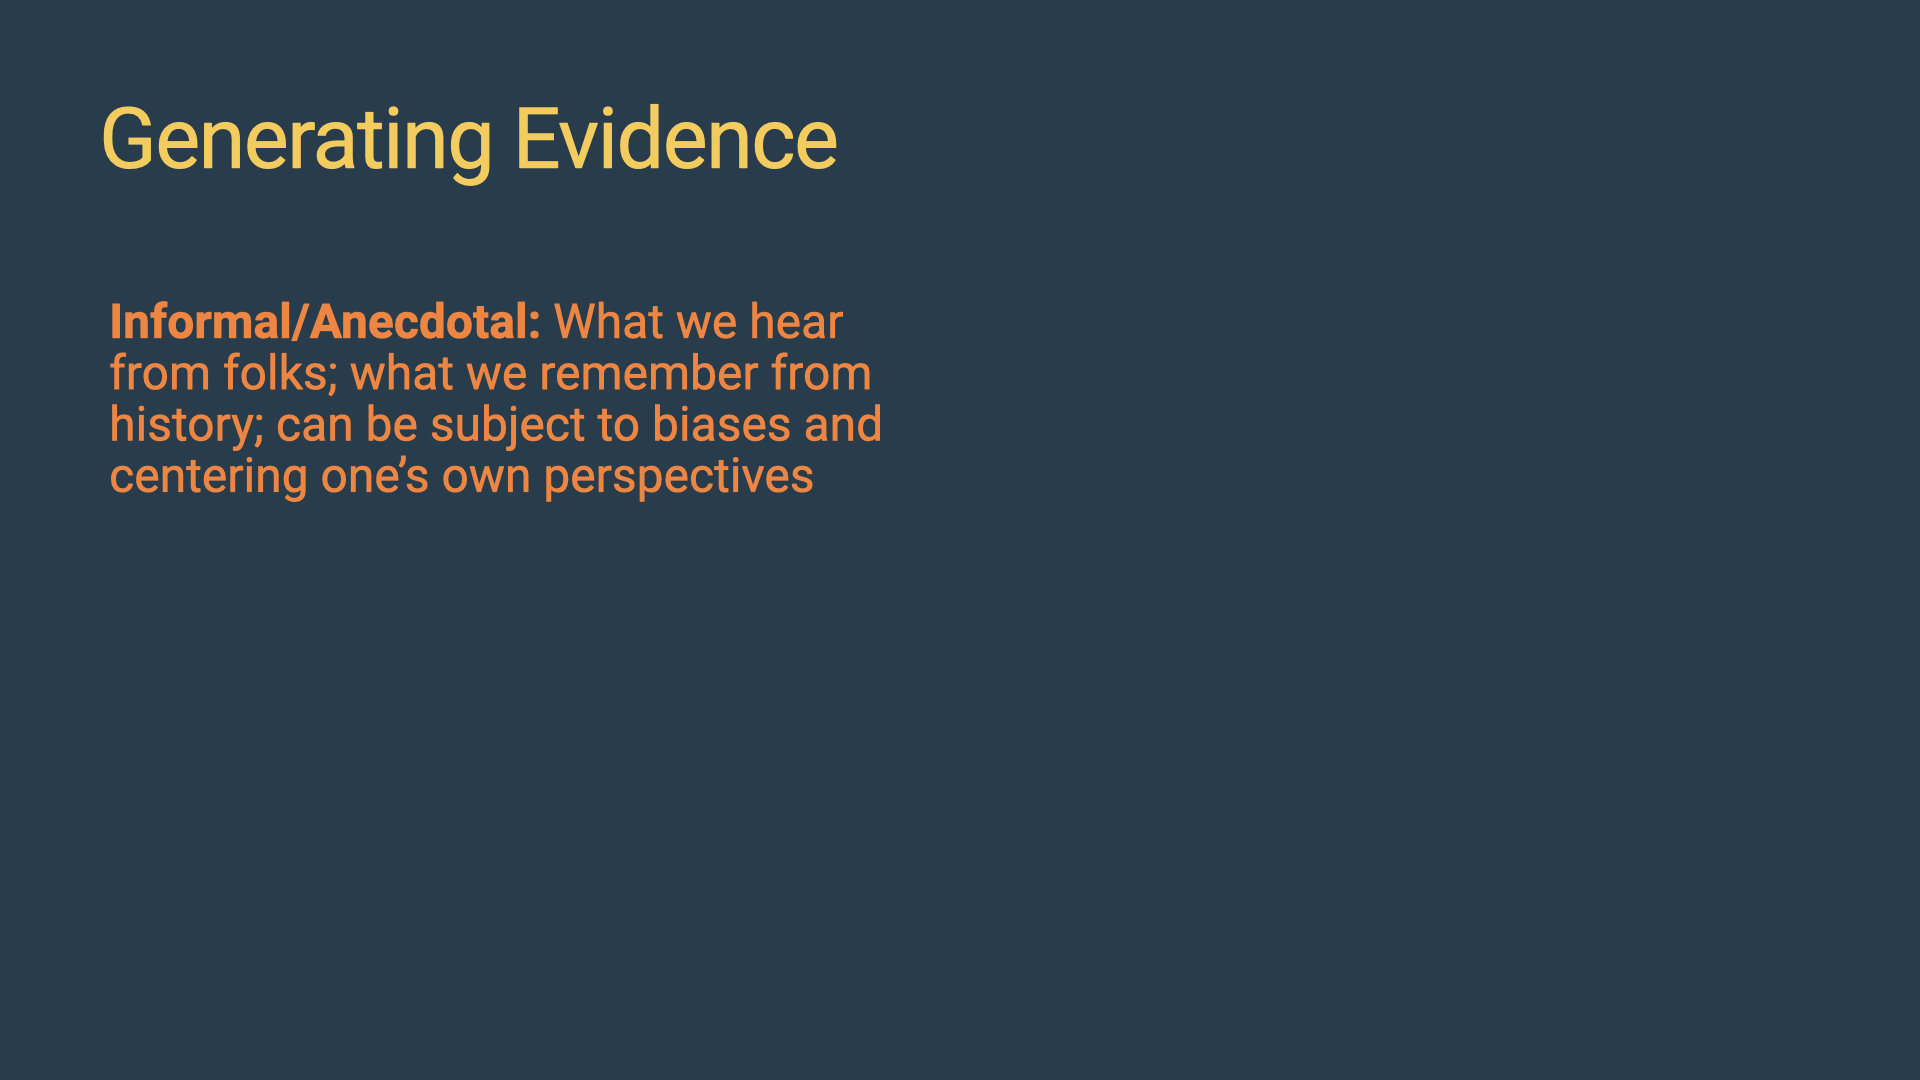 Generating Evidence
Informal/Anecdotal: What we hear
from folks; what we remember from
history; can be subject to biases and
centering one’s own perspectives